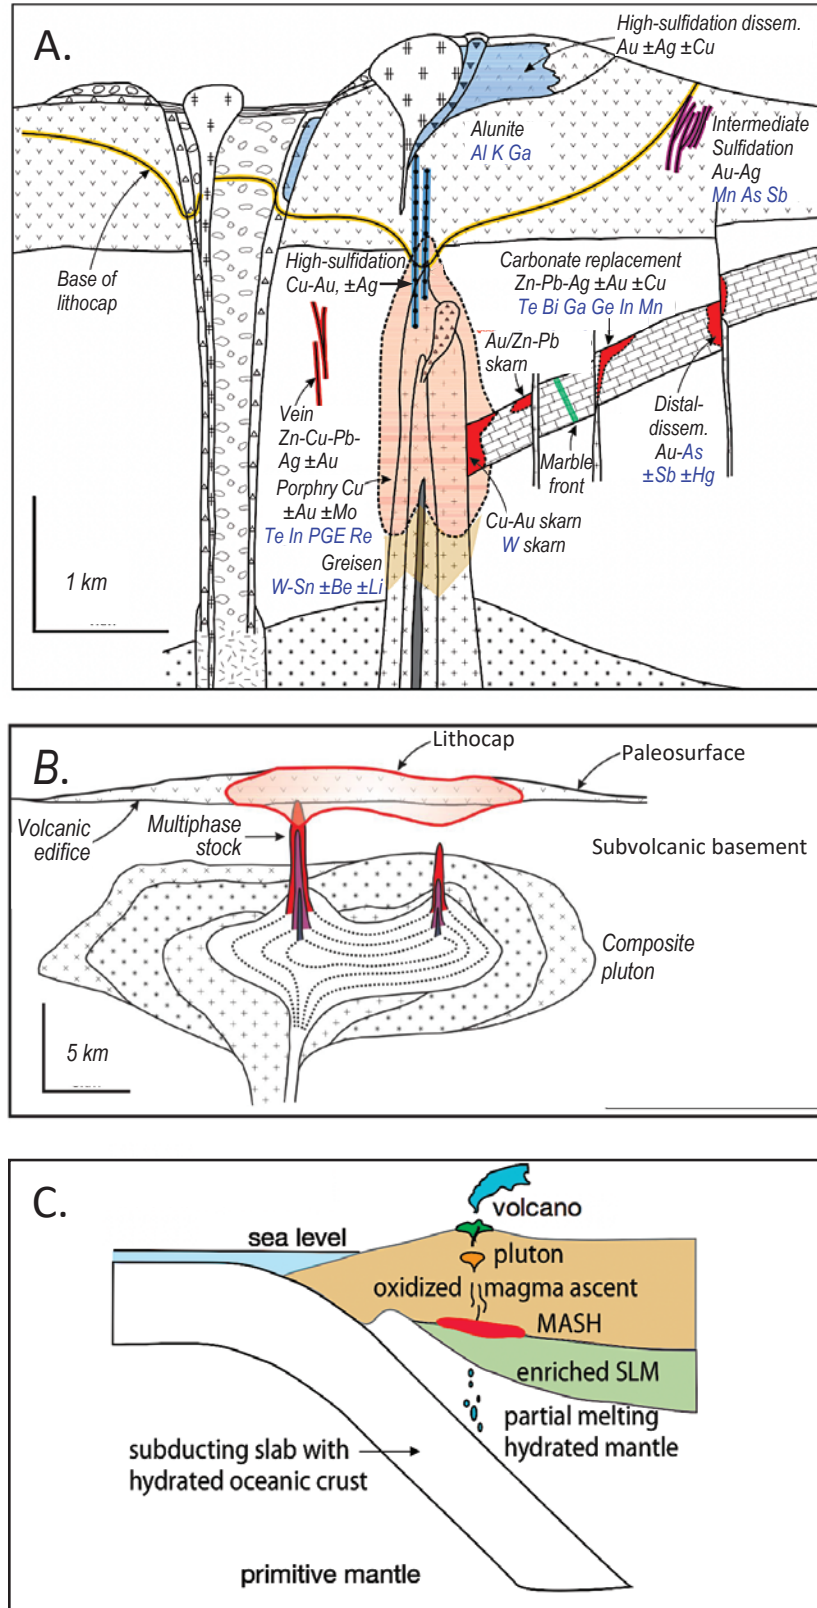 A.
High-sulfidation dissem.
Au ±Ag ±Cu
Alunite
Al K Ga
Intermediate
Sulfidation
Au-Ag
Mn As Sb
Base of
lithocap
High-sulfidation
Cu-Au, ±Ag
Carbonate replacement
Zn-Pb-Ag ±Au ±Cu
Te Bi Ga Ge In Mn
Au/Zn-Pb
skarn
Vein
Zn-Cu-Pb-
Ag ±Au
Marble
front
Distal-
dissem.
Au-As
±Sb ±Hg
Porphry Cu
±Au ±Mo
Te In PGE Re
Cu-Au skarn
W skarn
Greisen
W-Sn ±Be ±Li
1 km
B.
Lithocap
Paleosurface
Volcanic
edifice
Multiphase
stock
Subvolcanic basement
Composite
pluton
5 km
C.
volcano
sea level
pluton
oxidized magma ascent
MASH
enriched SLM
partial melting
hydrated mantle
subducting slab with
hydrated oceanic crust
primitive mantle